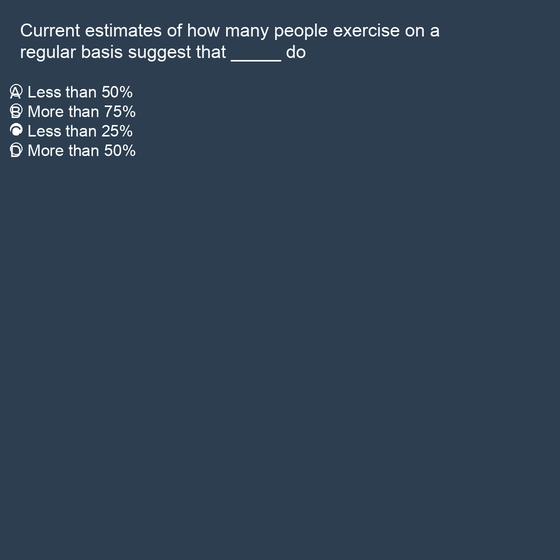 Current estimates of how many people exercise on a
regular basis suggest that _____ do
A Less than 50%
B More than 75%
C Less than 25%
D More than 50%